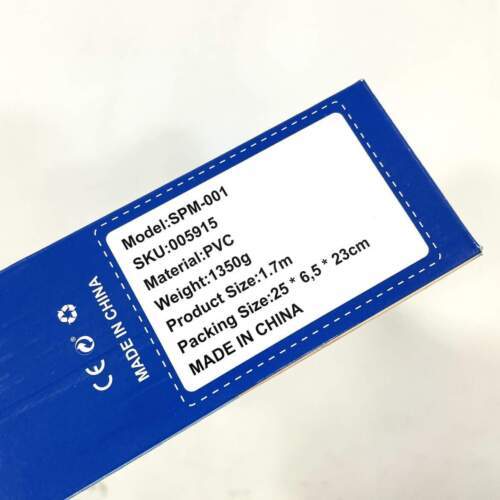 Model:SPM-001
SKU:005915
Material:PVC
Weight:1350g
Product Size:1.7m
Packing Size:25 * 6,5 * 23cm
MADE IN CHINA
CE
MADE IN CHINA